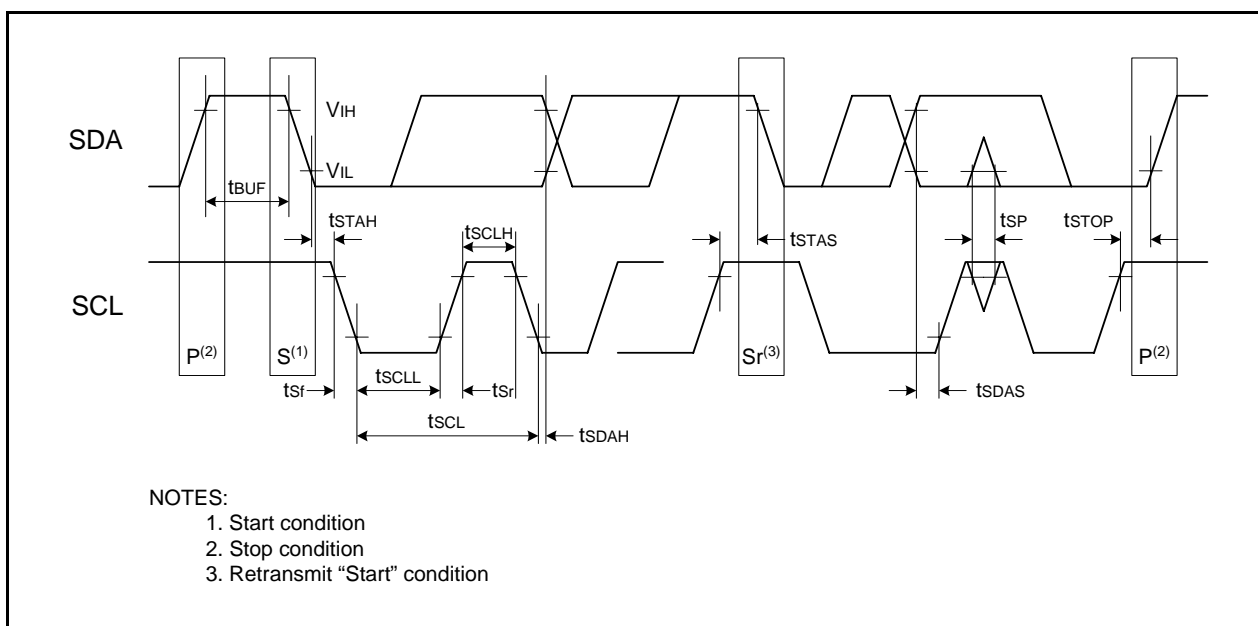 SDA
VIH
VIL
tBUF
tSTAH
tSCLH
tSTAS
tSP
tSTOP
SCL
P(2)
S(1)
Sr(3)
P(2)
tSf
tSCLL
tSr
tSDAS
tSCL
tSDAH
NOTES:
1. Start condition
2. Stop condition
3. Retransmit “Start” condition